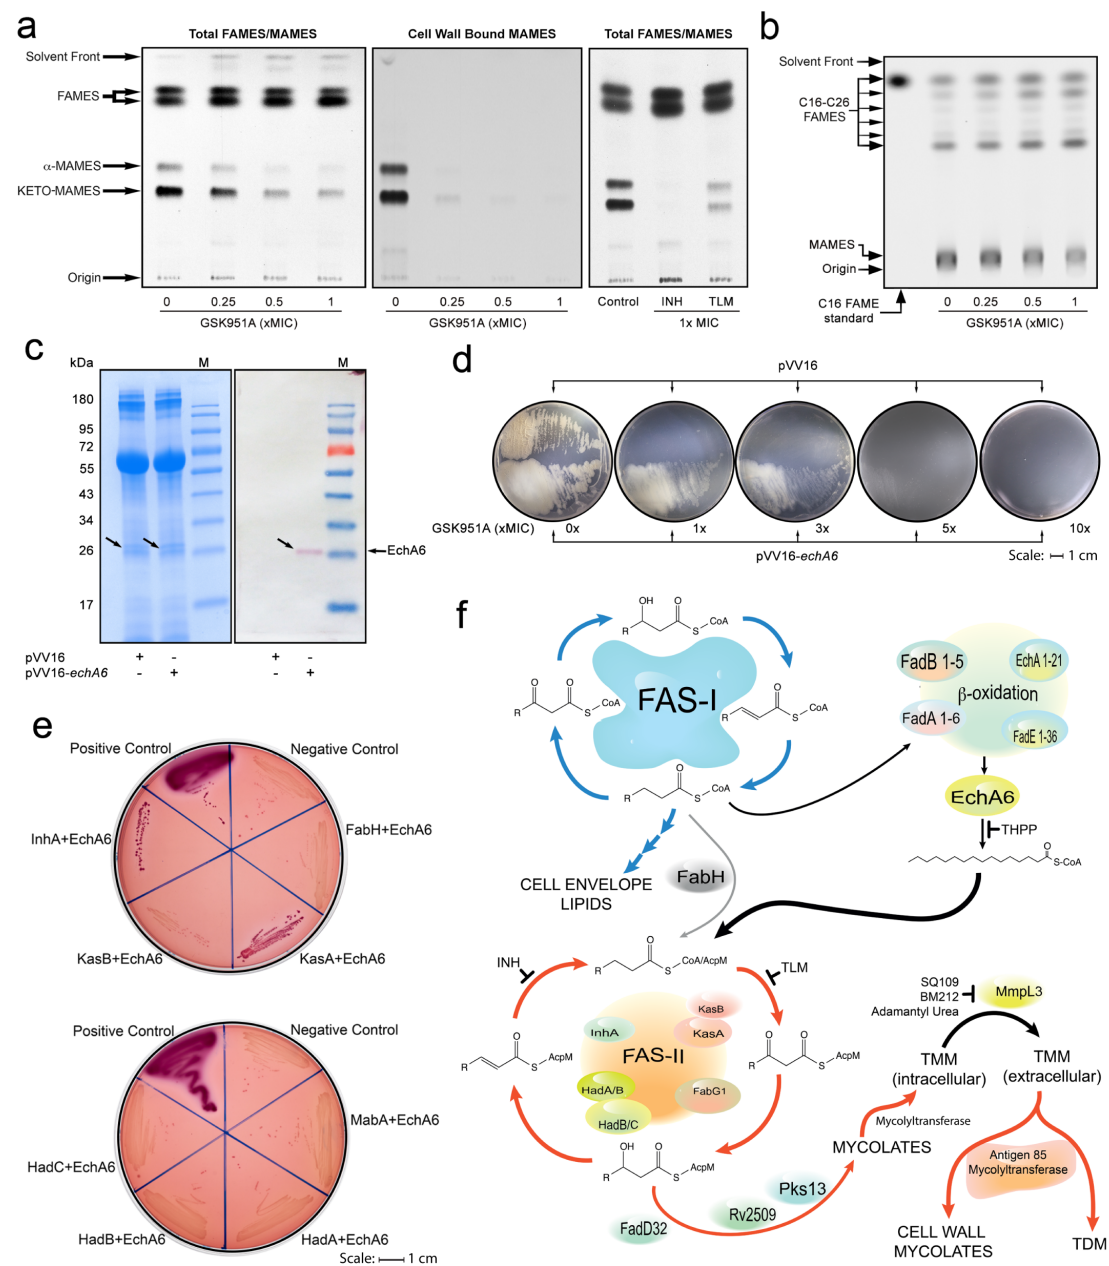 a
Total FAMES/MAMES
Cell Wall Bound MAMES
Total FAMES/MAMES
Solvent Front
FAMES
α-MAMES
KETO-MAMES
Origin
0 0.25 0.5 1
GSK951A (xMIC)
0 0.25 0.5 1
GSK951A (xMIC)
Control INH TLM
1x MIC
b
Solvent Front
C16-C26
FAMES
MAMES
Origin
C16 FAME
standard
0 0.25 0.5 1
GSK951A (xMIC)
c
kDa M M
180
95
72
55
43
34
26
17
EchA6
pVV16 + - + -
pVV16-echA6 - + - +
d
pVV16
GSK951A (xMIC) 0x 1x 3x 5x 10x
pVV16-echA6
Scale: 1 cm
e
Positive Control
Negative Control
InhA+EchA6
FabH+EchA6
KasB+EchA6
KasA+EchA6
Positive Control
Negative Control
MabA+EchA6
HadC+EchA6
HadB+EchA6
HadA+EchA6
Scale: 1 cm
f
OH O
R S CoA
O O
R S CoA
FAS-I
O
R S CoA
O
R S CoA
FadB 1-5
EchA 1-21
β-oxidation
FadA 1-6
FadE 1-36
EchA6
THPP
O
S-CoA
CELL ENVELOPE
LIPIDS
FabH
INH
O
R S CoA/AcpM
TLM
KasB
InhA
KasA
FAS-II
HadA/B
FabG1
HadB/C
O
R S AcpM
O O
R S AcpM
OH O
R S AcpM
FadD32
Rv2509
Pks13
MYCOLATES
Mycolyltransferase
SQ109
BM212
Adamantyl Urea
MmpL3
TMM
(intracellular)
TMM
(extracellular)
Antigen 85
Mycolyltransferase
CELL WALL
MYCOLATES
TDM